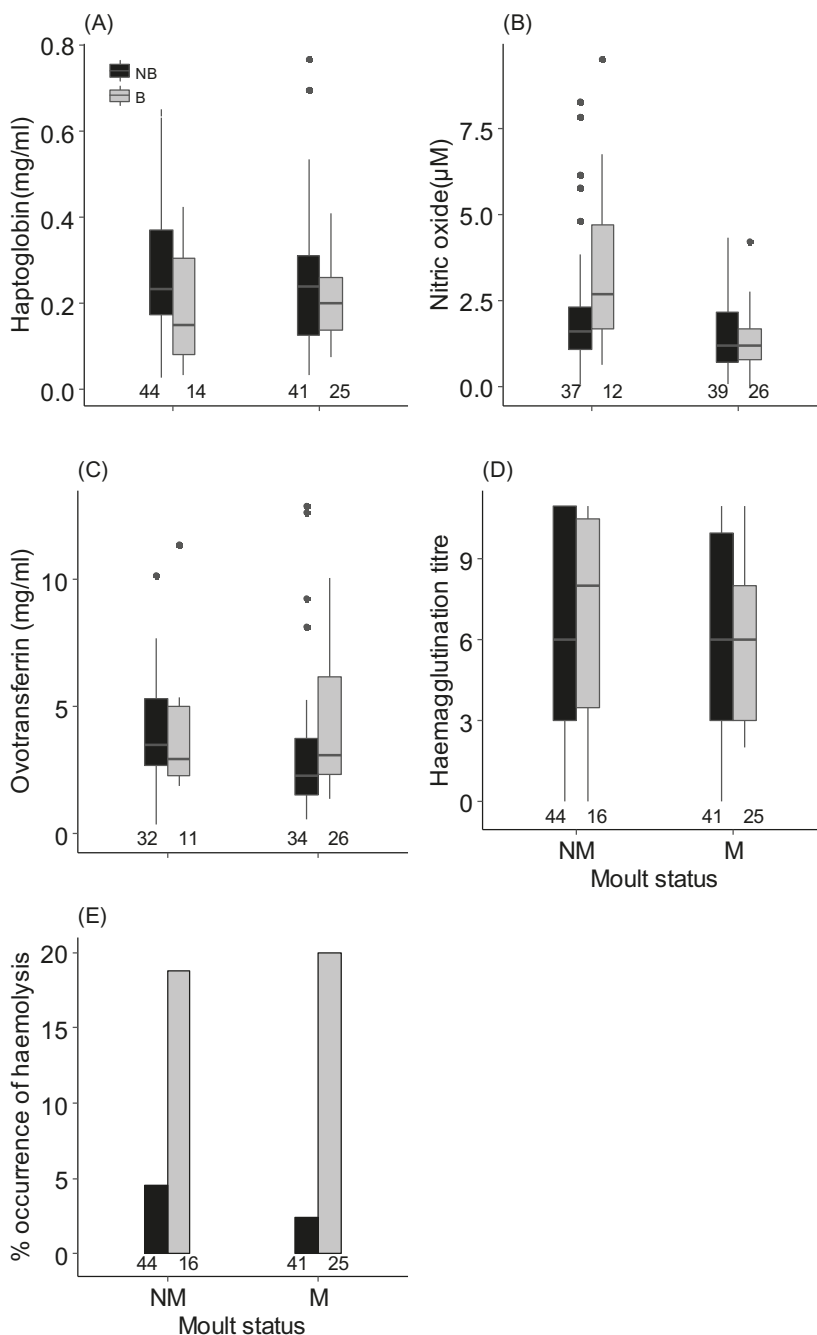 (A)
Haptoglobin(mg/ml)
0.8
0.6
0.4
0.2
0.0
NB
B
44 14 41 25
(B)
Nitric oxide(µM)
7.5
5.0
2.5
0.0
37 12 39 26
(C)
Ovotransferrin (mg/ml)
10
5
0
32 11 34 26
(D)
Haemagglutination titre
9
6
3
0
44 16 41 25
NM M
Moult status
(E)
% occurrence of haemolysis
20
15
10
5
0
44 16 41 25
NM M
Moult status